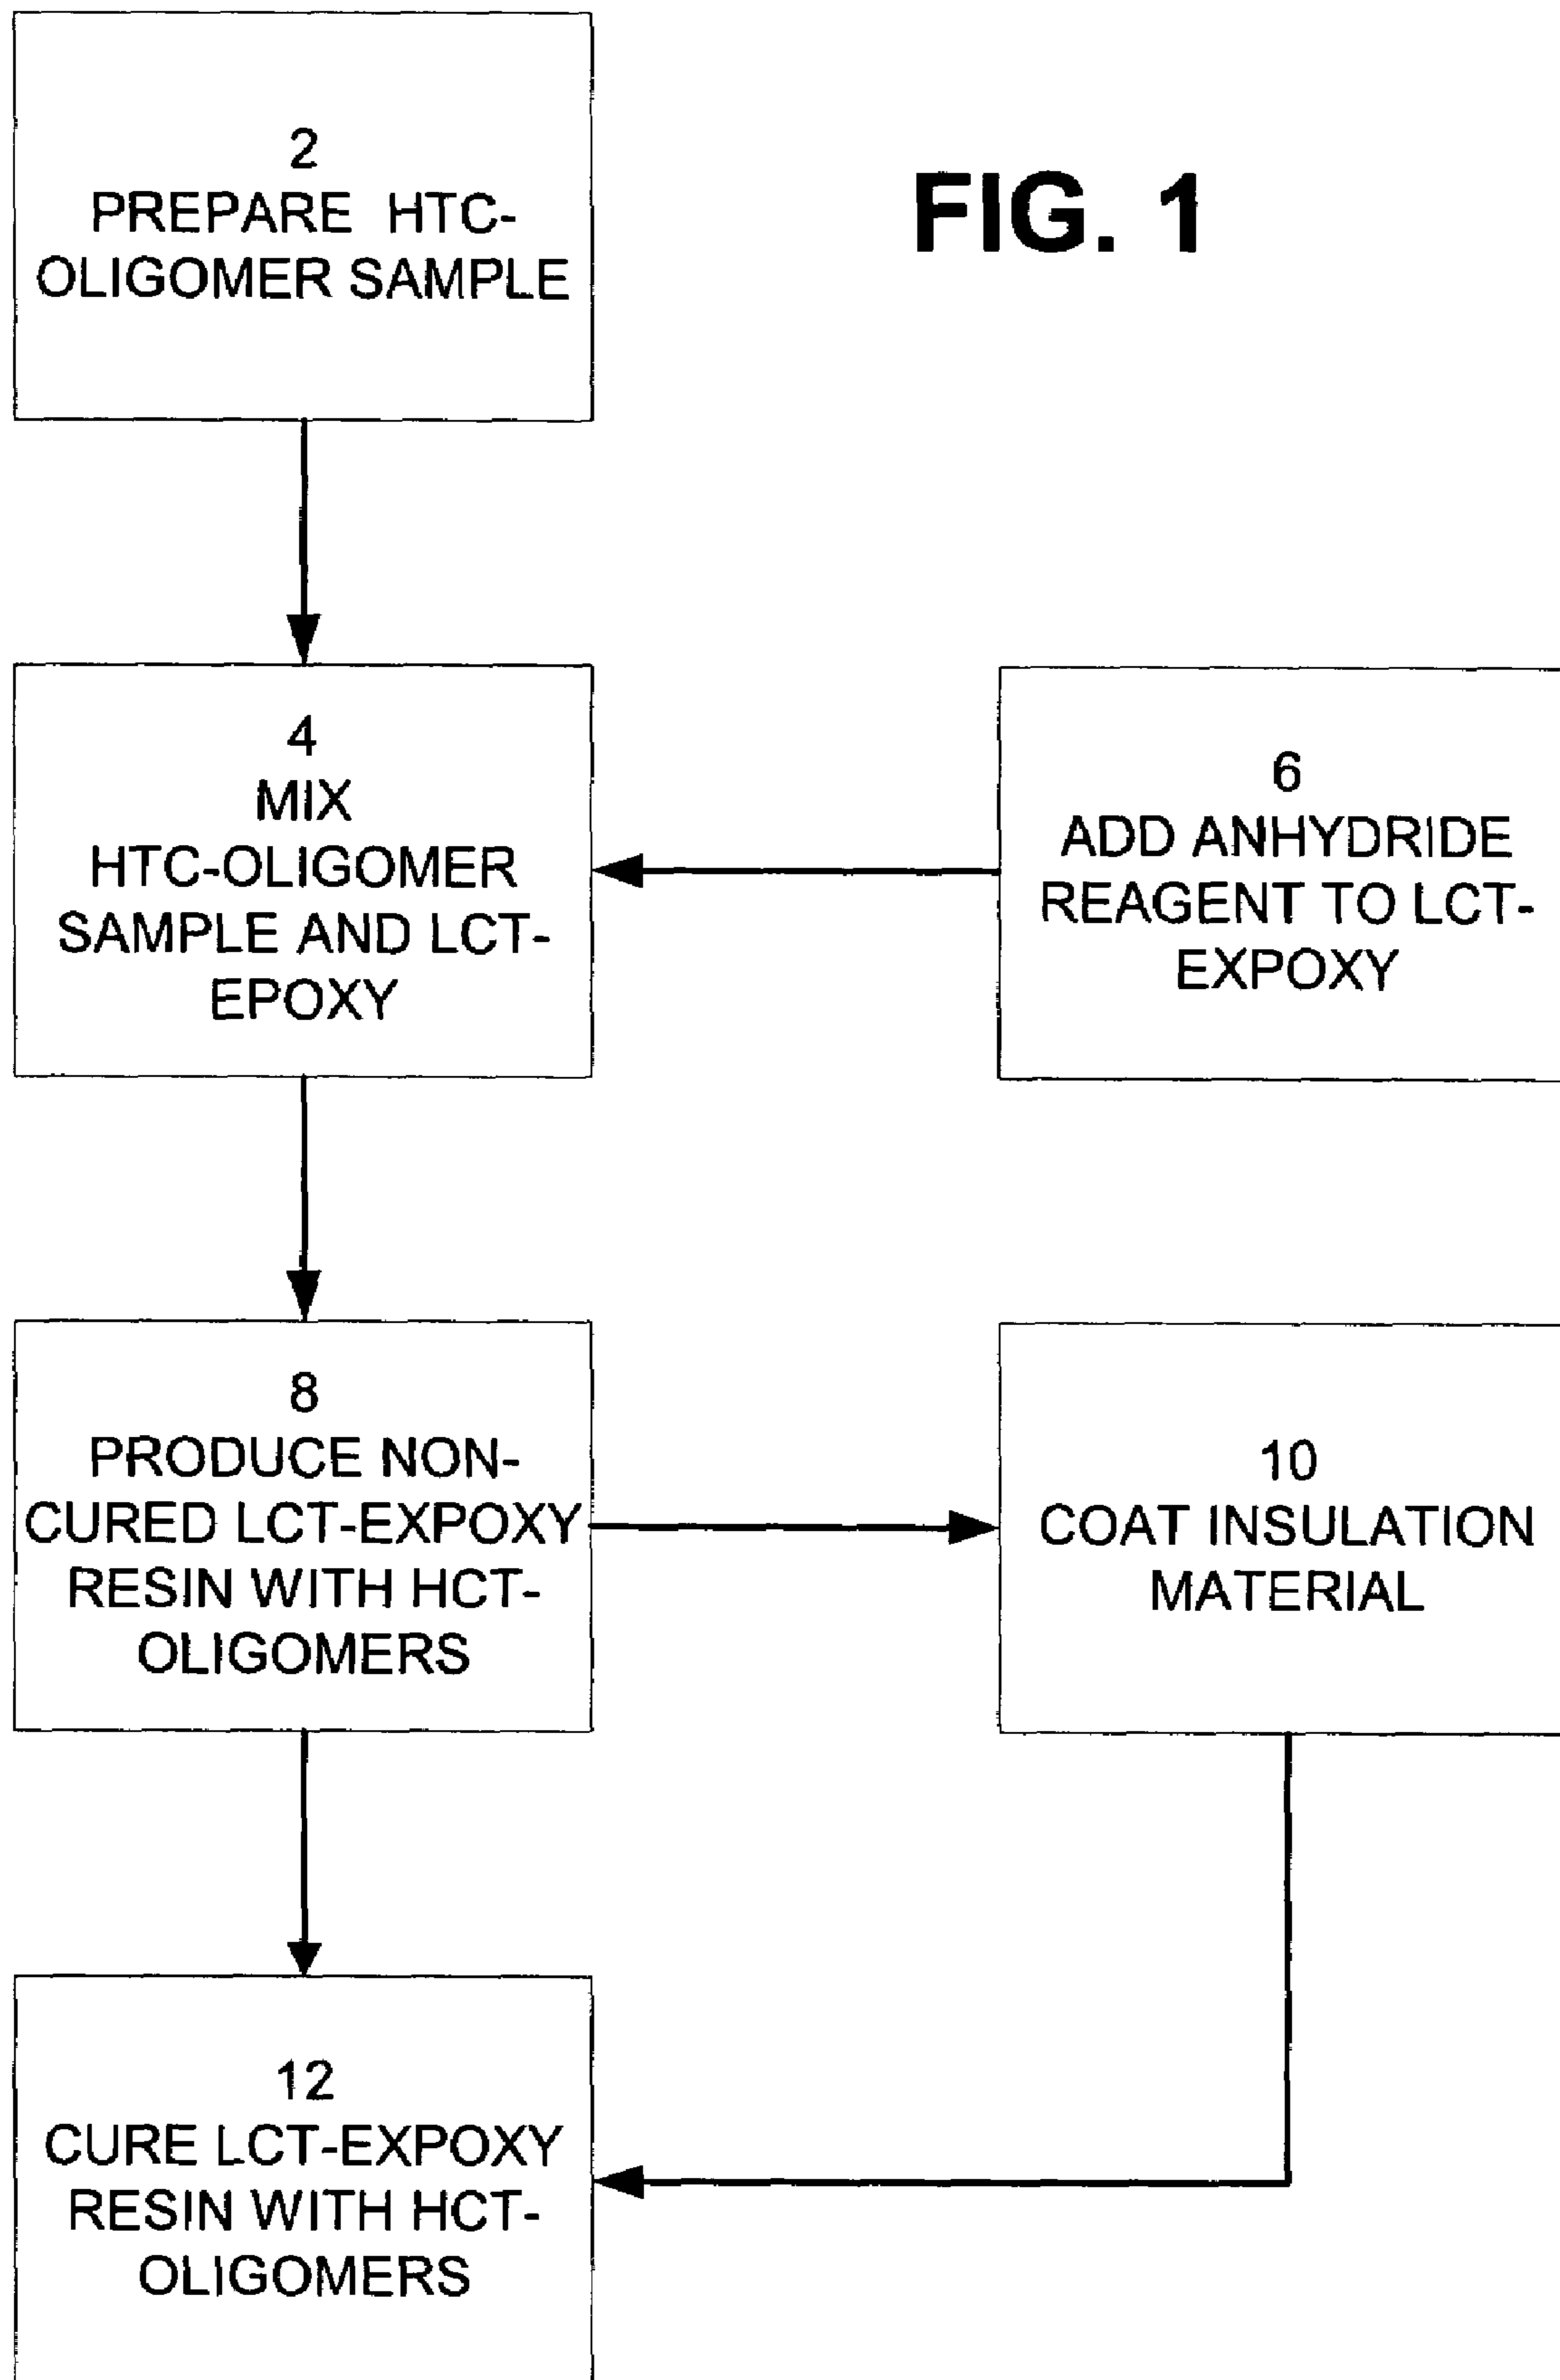 FIG. 1
2
PREPARE HTC-
OLIGOMER SAMPLE
4
MIX
HTC-OLIGOMER
SAMPLE AND LCT-
EPOXY
6
ADD ANHYDRIDE
REAGENT TO LCT-
EXPOXY
8
PRODUCE NON-
CURED LCT-EXPOXY
RESIN WITH HCT-
OLIGOMERS
10
COAT INSULATION
MATERIAL
12
CURE LCT-EXPOXY
RESIN WITH HCT-
OLIGOMERS